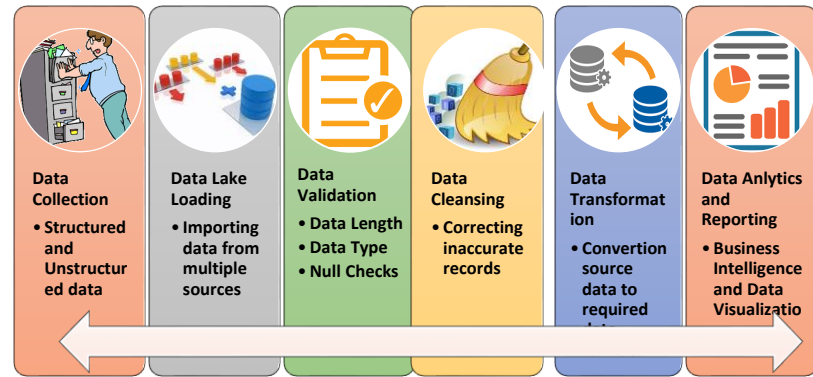 Data
Collection
• Structured
and
Unstructur
ed data
Data Lake
Loading
• Importing
data from
multiple
sources
Data
Validation
• Data Length
• Data Type
• Null Checks
Data
Cleansing
• Correcting
inaccurate
records
Data
Transformat
ion
• Convertion
source
data to
required
Data Anlytics
and
Reporting
• Business
Intelligence
and Data
Visualizatio